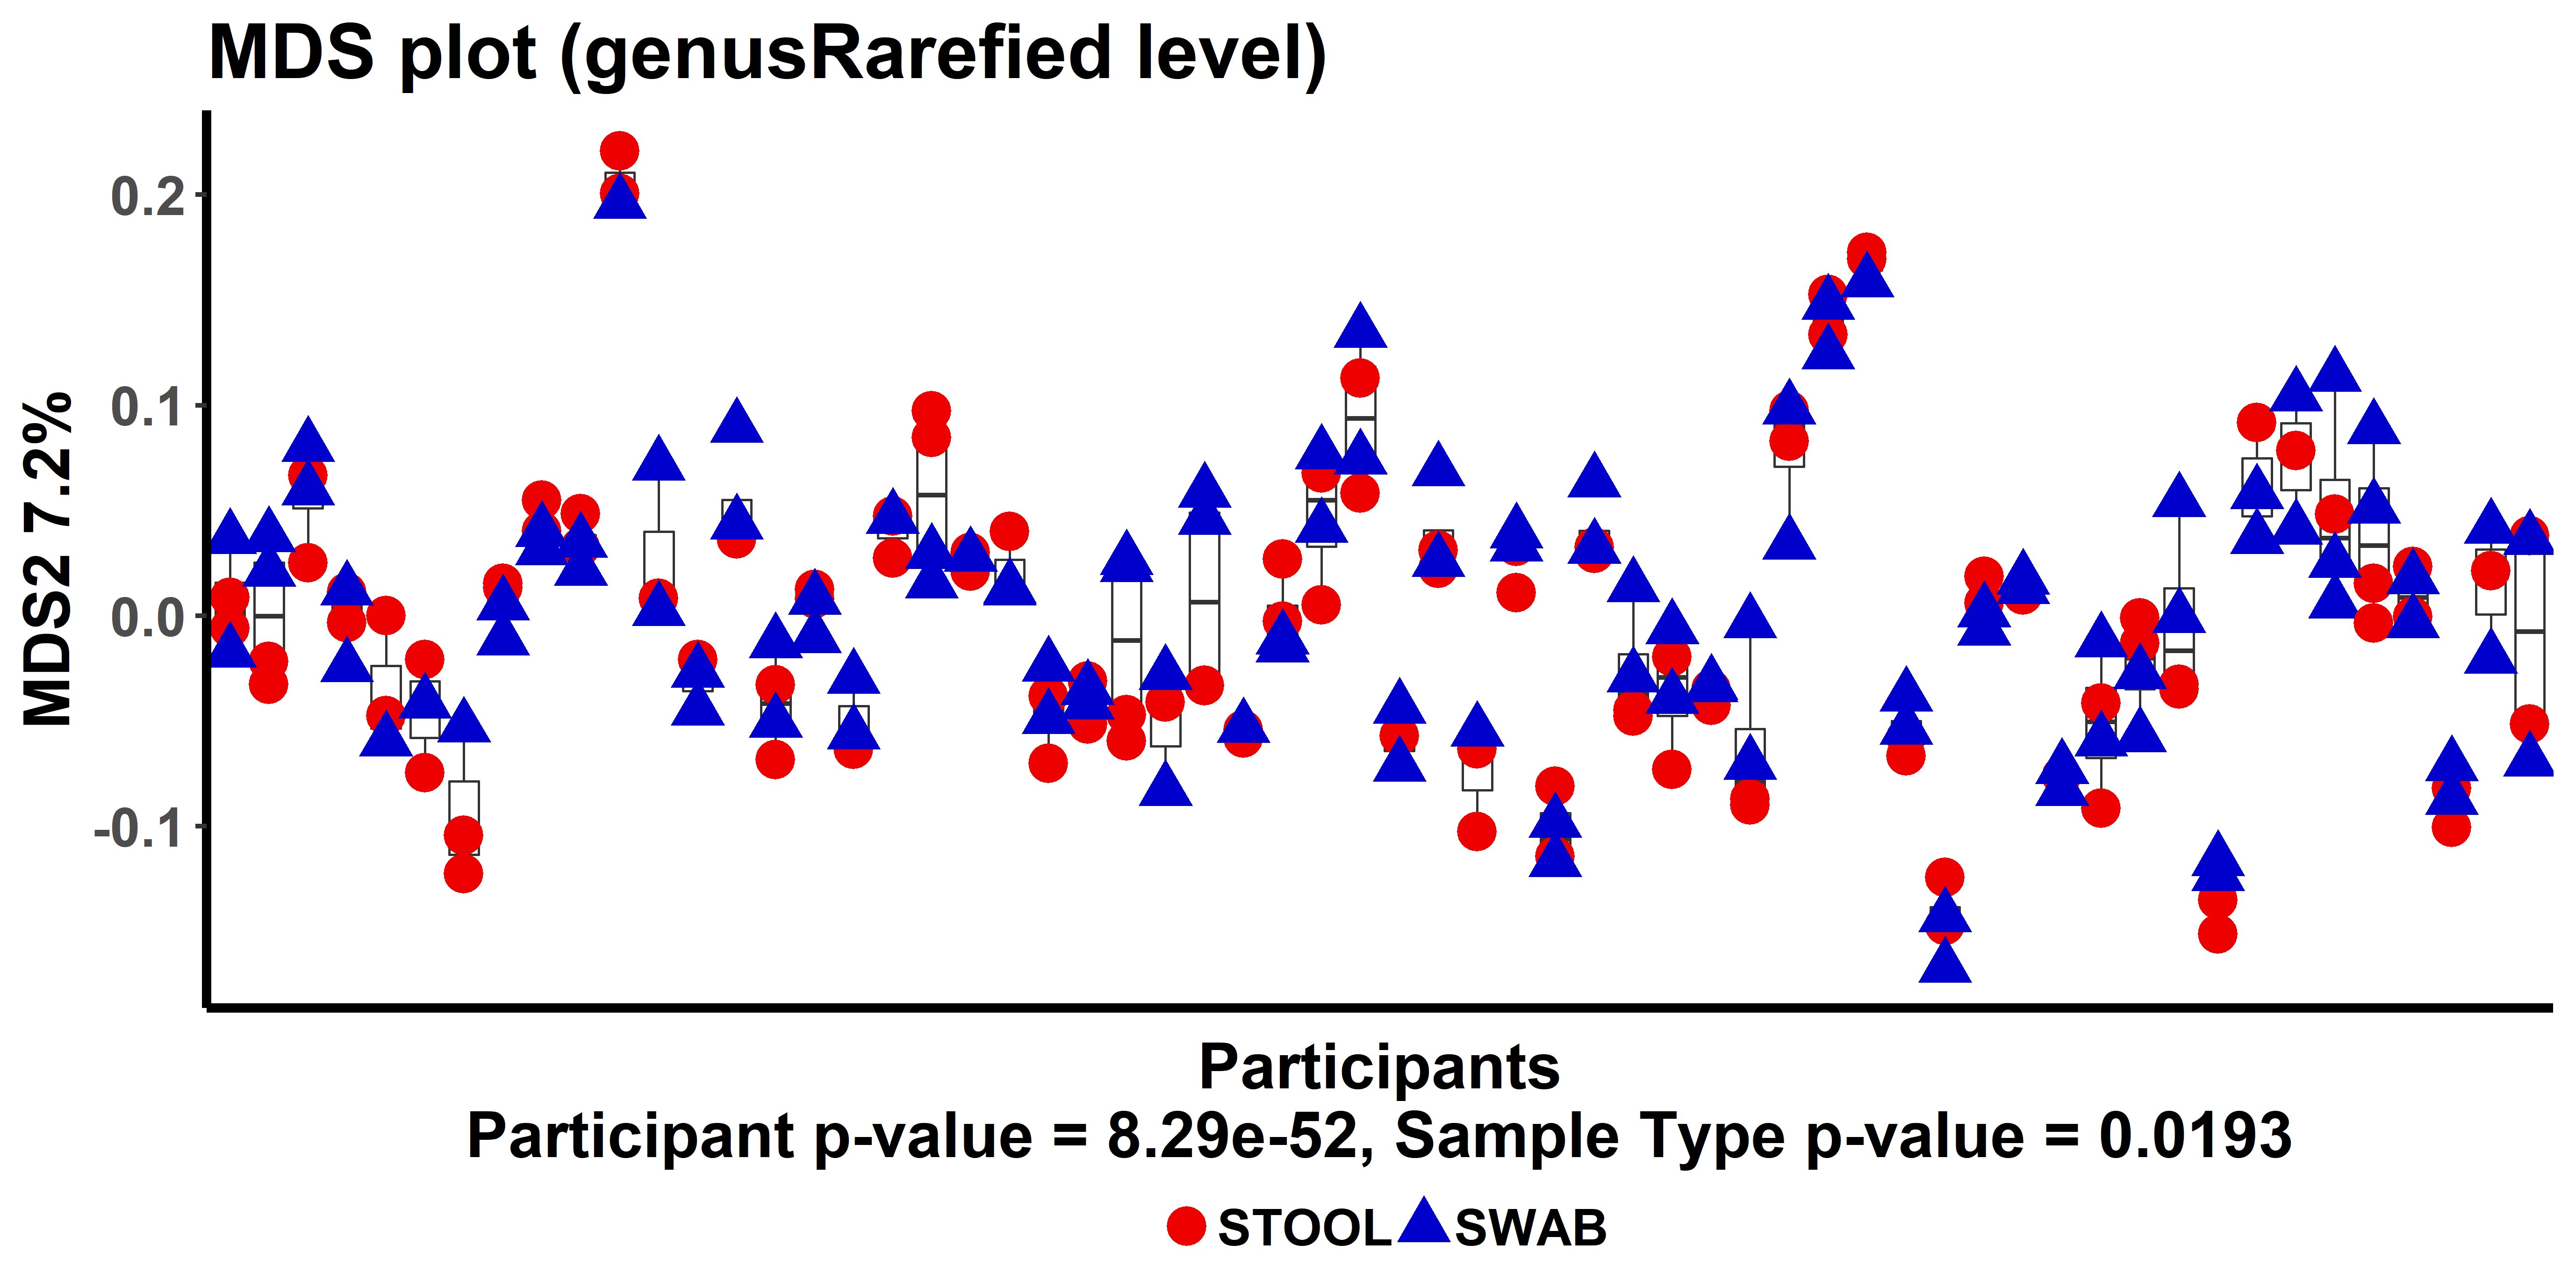 MDS plot (genusRarefied level)
MDS2 7.2%
0.2
0.1
0.0
-0.1
Participants
Participant p-value = 8.29e-52, Sample Type p-value = 0.0193
STOOL SWAB